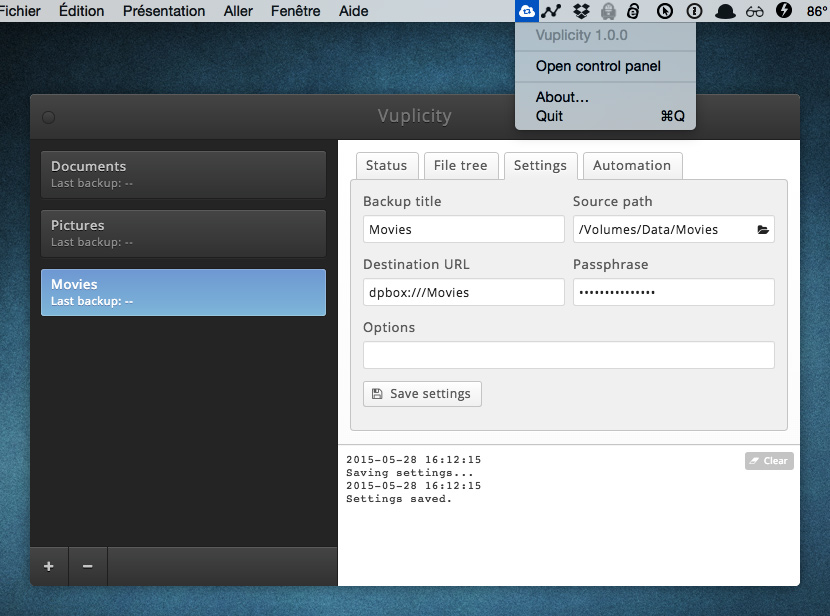 Fichier Édition Présentation Aller Fenêtre Aide 86°
Vuplicity 1.0.0
Open control panel
About...
Quit ⌘Q
Vuplicity
Documents
Last backup: --
Pictures
Last backup: --
Movies
Last backup: --
Status File tree Settings Automation
Backup title Source path
Movies /Volumes/Data/Movies
Destination URL Passphrase
dpbox:///Movies •••••••••••••••
Options
Save settings
2015-05-28 16:12:15
Saving settings...
2015-05-28 16:12:15
Settings saved.
Clear
+ −